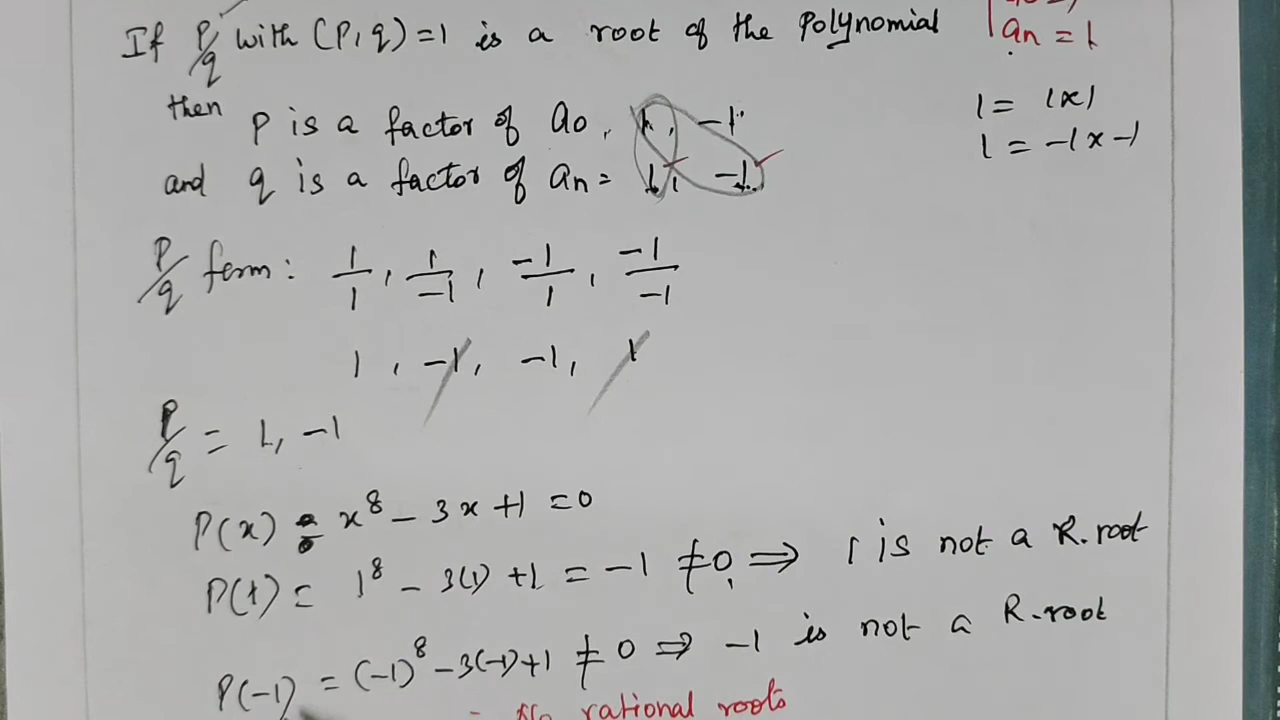 If p/q with (p, q) = 1 is a root of the polynomial
an = 1
then p is a factor of a0, 1, -1
and q is a factor of an = 1, -1
1 = 1x1
1 = -1x-1
p/q form: 1/1, 1/-1, -1/1, -1/-1
1, -1, -1, 1
p/q = 1, -1
P(x) = x⁸ - 3x + 1 = 0
P(1) = 1⁸ - 3(1) + 1 = -1 ≠ 0 ⇒ 1 is not a R.root
P(-1) = (-1)⁸ - 3(-1) + 1 ≠ 0 ⇒ -1 is not a R.root
No rational roots